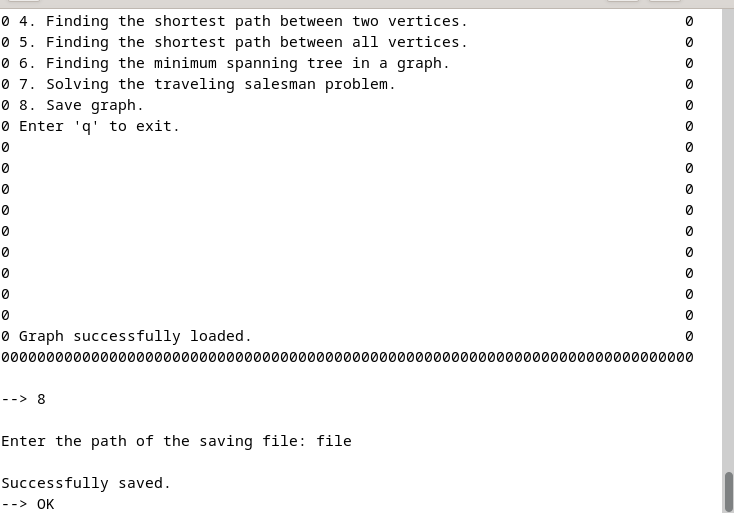 0 4. Finding the shortest path between two vertices. 0
0 5. Finding the shortest path between all vertices. 0
0 6. Finding the minimum spanning tree in a graph. 0
0 7. Solving the traveling salesman problem. 0
0 8. Save graph. 0
0 Enter 'q' to exit. 0
0 0
0 0
0 0
0 0
0 0
0 0
0 0
0 0
0 0
0 Graph successfully loaded. 0
00000000000000000000000000000000000000000000000000000000000000000000000000000
--> 8
Enter the path of the saving file: file
Successfully saved.
--> OK